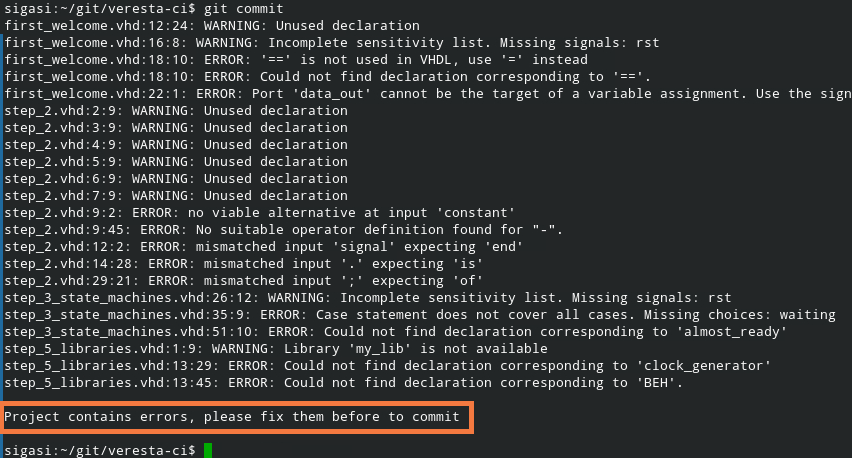 sigasi:~/git/veresta-ci$ git commit
first_welcome.vhd:12:24: WARNING: Unused declaration
first_welcome.vhd:16:8: WARNING: Incomplete sensitivity list. Missing signals: rst
first_welcome.vhd:18:10: ERROR: '==' is not used in VHDL, use '=' instead
first_welcome.vhd:18:10: ERROR: Could not find declaration corresponding to '=='.
first_welcome.vhd:22:1: ERROR: Port 'data_out' cannot be the target of a variable assignment. Use the sign
step_2.vhd:2:9: WARNING: Unused declaration
step_2.vhd:3:9: WARNING: Unused declaration
step_2.vhd:4:9: WARNING: Unused declaration
step_2.vhd:5:9: WARNING: Unused declaration
step_2.vhd:6:9: WARNING: Unused declaration
step_2.vhd:7:9: WARNING: Unused declaration
step_2.vhd:9:2: ERROR: no viable alternative at input 'constant'
step_2.vhd:9:45: ERROR: No suitable operator definition found for "-".
step_2.vhd:12:2: ERROR: mismatched input 'signal' expecting 'end'
step_2.vhd:14:28: ERROR: mismatched input '.' expecting 'is'
step_2.vhd:29:21: ERROR: mismatched input ';' expecting 'of'
step_3_state_machines.vhd:26:12: WARNING: Incomplete sensitivity list. Missing signals: rst
step_3_state_machines.vhd:35:9: ERROR: Case statement does not cover all cases. Missing choices: waiting
step_3_state_machines.vhd:51:10: ERROR: Could not find declaration corresponding to 'almost_ready'
step_5_libraries.vhd:1:9: WARNING: Library 'my_lib' is not available
step_5_libraries.vhd:13:29: ERROR: Could not find declaration corresponding to 'clock_generator'
step_5_libraries.vhd:13:45: ERROR: Could not find declaration corresponding to 'BEH'.
Project contains errors, please fix them before to commit
sigasi:~/git/veresta-ci$